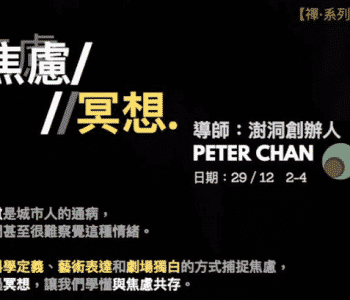 【禪·系列
焦慮/
//冥想.
導師：澍洞創辦人
PETER CHAN
日期：29 / 12 2-4
是城市人的通病，
甚至很難察覺這種情緒。
學定義、藝術表達和劇場獨白的方式捕捉焦慮，
冥想，讓我們學懂與焦慮共存。